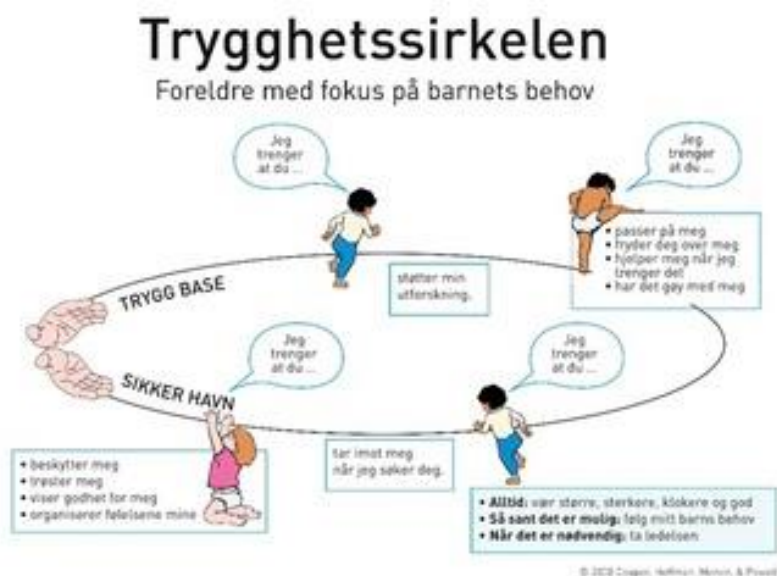 Trygghetssirkelen
Foreldre med fokus på barnets behov
Jeg
trenger
at du ...
Jeg
trenger
at du ...
• passer på meg
• fryder deg over meg
• hjelper meg når jeg
trenger det
• har det gøy med meg
støtter min
utforskning.
TRYGG BASE
SIKKER HAVN
Jeg
trenger
at du ...
Jeg
trenger
at du ...
• beskytter meg
• trøster meg
• viser godhet for meg
• organiserer følelsene mine
tar imot meg
når jeg søker deg.
• Alltid: vær større, sterkere, klokere og god
• Så sant det er mulig: følg mitt barns behov
• Når det er nødvendig: ta ledelsen
Cooper, Hoffman, Marvin, & Powell